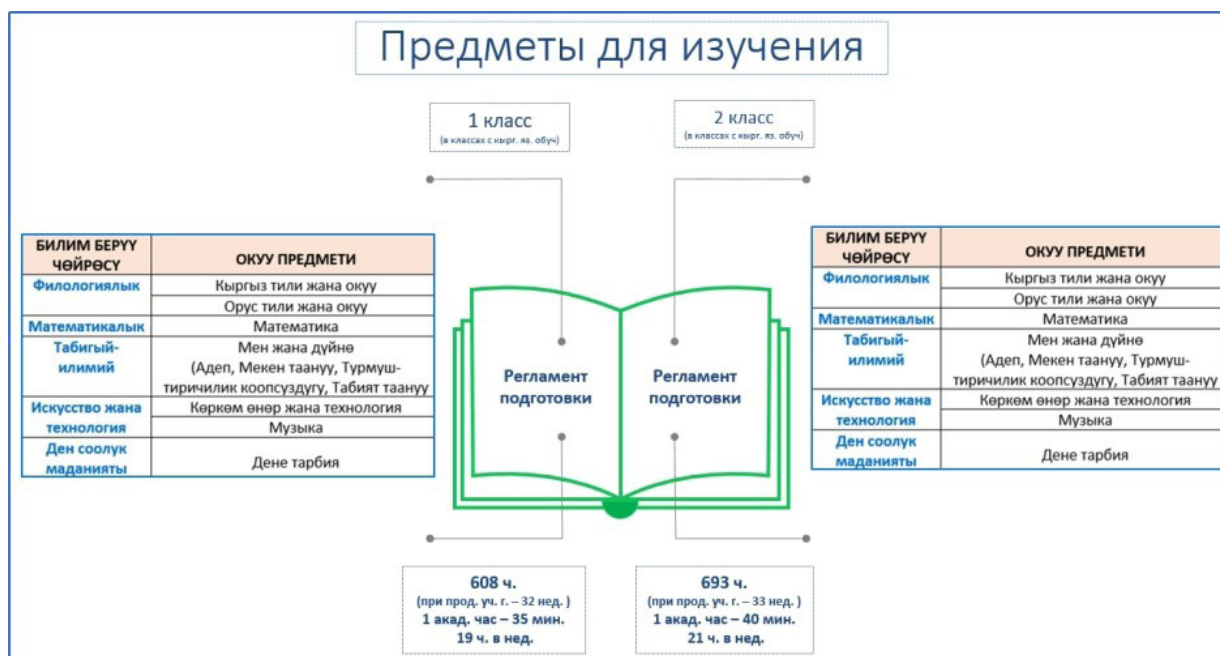 Предметы для изучения
1 класс
(в классах с кырг. яз. обуч)
2 класс
(в классах с кырг. яз. обуч)
БИЛИМ БЕРҮҮ
ЧӨЙРӨСҮ
ОКУУ ПРЕДМЕТИ
Филологиялык
Кыргыз тили жана окуу
Орус тили жана окуу
Математикалык
Математика
Табигый-
илимий
Мен жана дүйнө
(Адеп, Мекен таануу, Турмуш-
тиричилик коопсуздугу, Табият таануу
Искусство жана
технология
Көркөм өнөр жана технология
Музыка
Ден соолук
маданияты
Дене тарбия
Регламент
подготовки
Регламент
подготовки
БИЛИМ БЕРҮҮ
ЧӨЙРӨСҮ
ОКУУ ПРЕДМЕТИ
Филологиялык
Кыргыз тили жана окуу
Орус тили жана окуу
Математикалык
Математика
Табигый-
илимий
Мен жана дүйнө
(Адеп, Мекен таануу, Турмуш-
тиричилик коопсуздугу, Табият таануу
Искусство жана
технология
Көркөм өнөр жана технология
Музыка
Ден соолук
маданияты
Дене тарбия
608 ч.
(при прод. уч. г. – 32 нед. )
1 акад. час – 35 мин.
19 ч. в нед.
693 ч.
(при прод. уч. г. – 33 нед. )
1 акад. час – 40 мин.
21 ч. в нед.